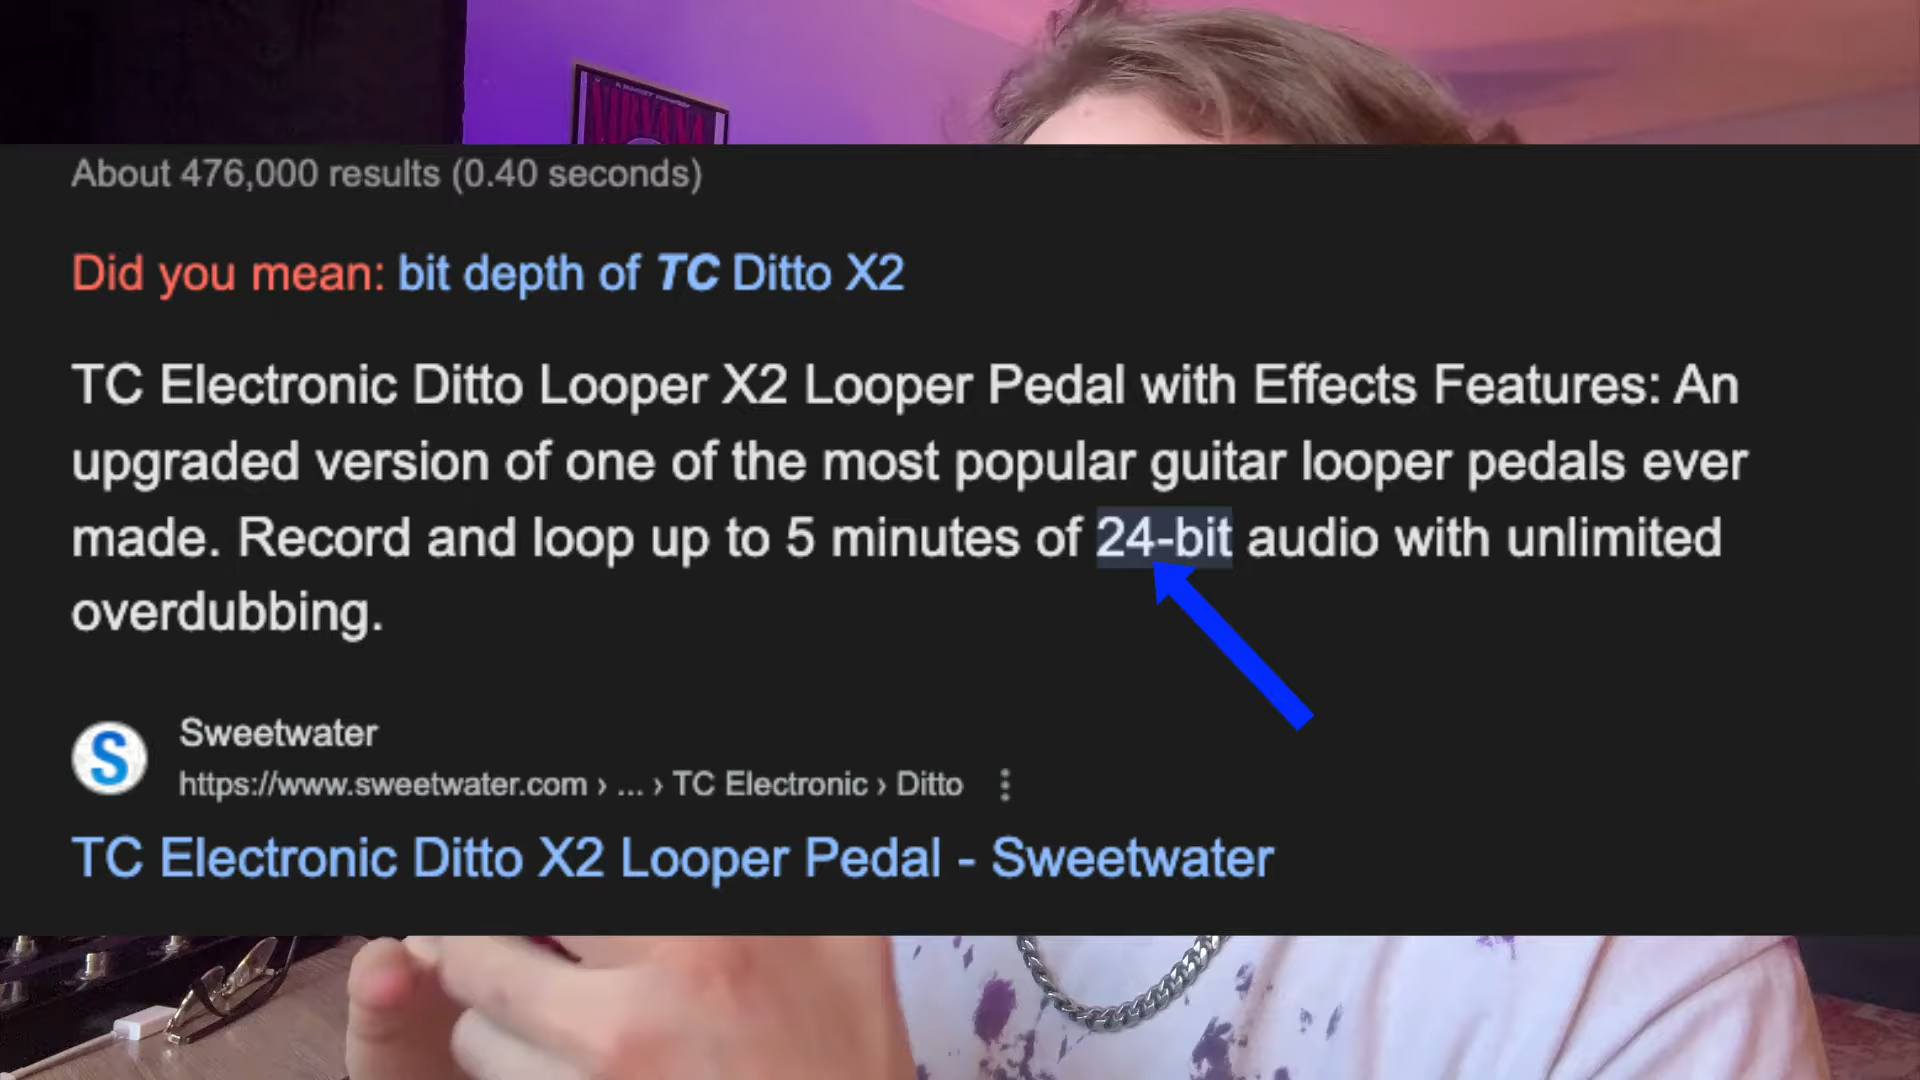 NIRVANA
About 476,000 results (0.40 seconds)
Did you mean: bit depth of TC Ditto X2
TC Electronic Ditto Looper X2 Looper Pedal with Effects Features: An
upgraded version of one of the most popular guitar looper pedals ever
made. Record and loop up to 5 minutes of 24-bit audio with unlimited
overdubbing.
S
Sweetwater
https://www.sweetwater.com › ... › TC Electronic › Ditto
TC Electronic Ditto X2 Looper Pedal - Sweetwater